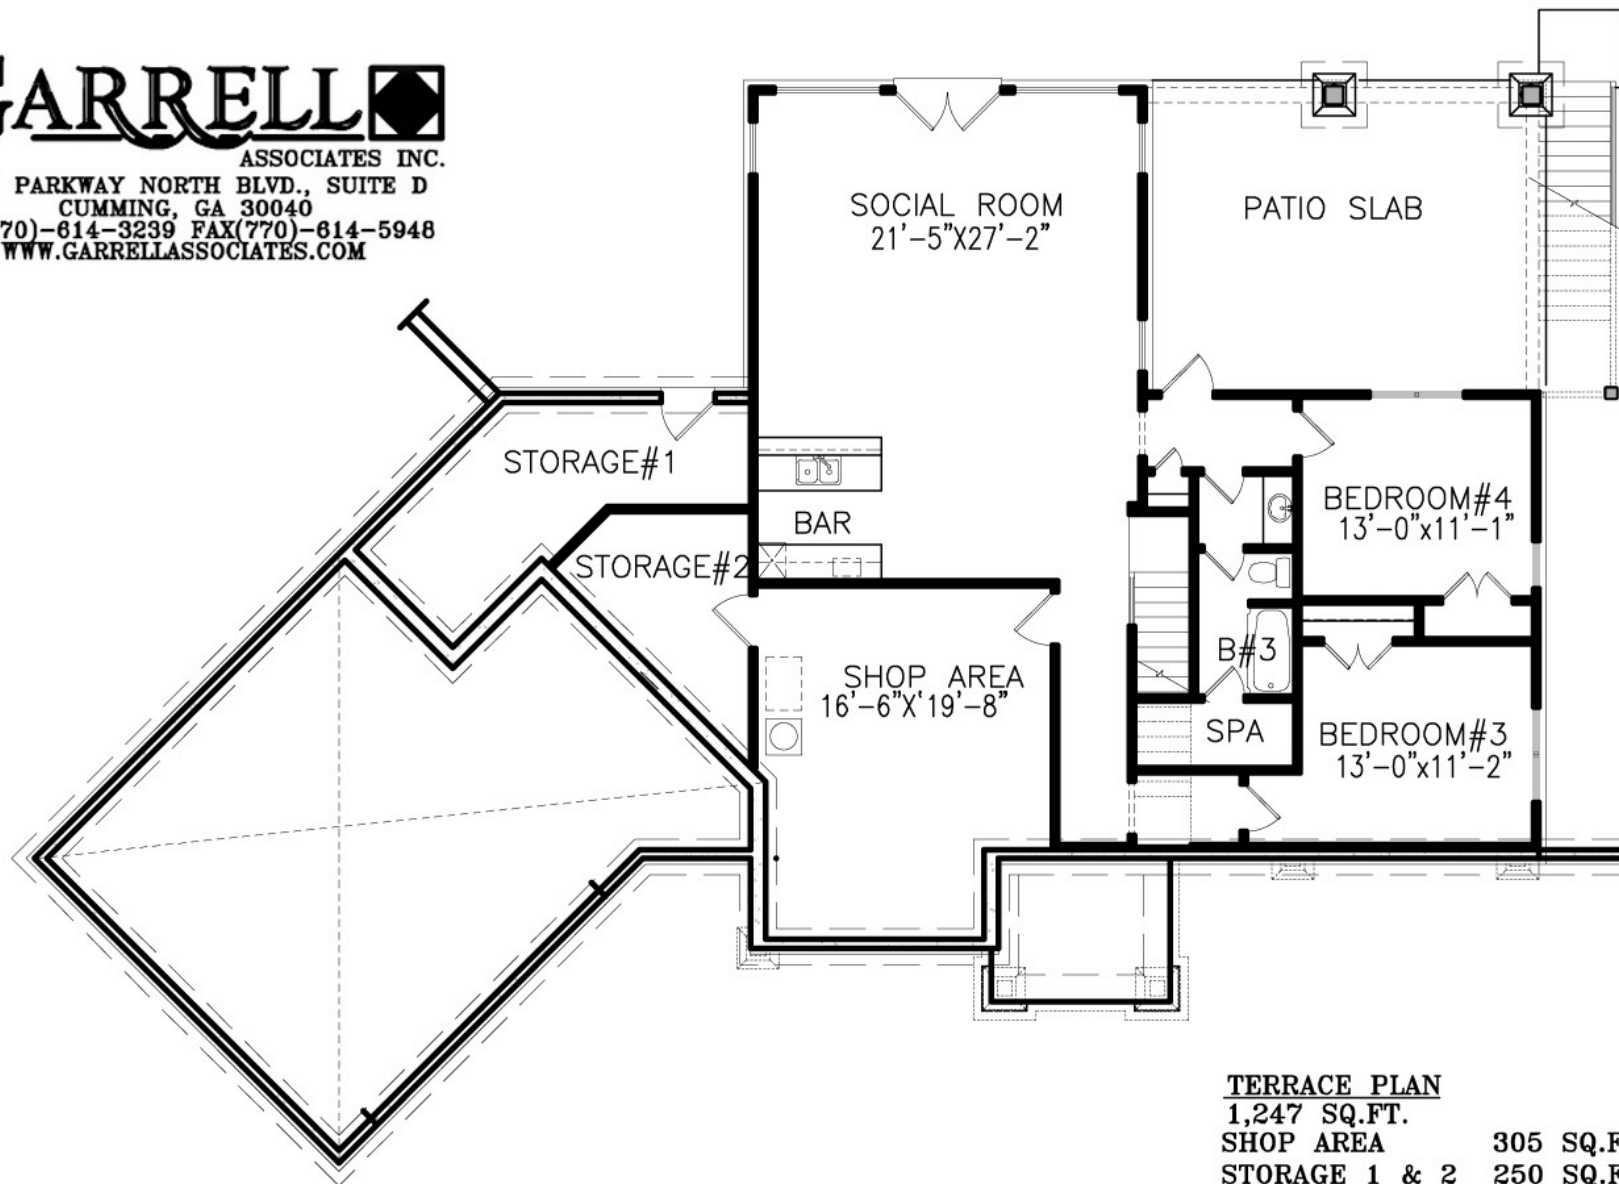 GARRELL
ASSOCIATES INC.
PARKWAY NORTH BLVD., SUITE D
CUMMING, GA 30040
70)-614-3239 FAX(770)-614-5948
WWW.GARRELLASSOCIATES.COM
SOCIAL ROOM
21'-5"X27'-2"
PATIO SLAB
STORAGE#1
BAR
STORAGE#2
BEDROOM#4
13'-0"x11'-1"
B#3
SHOP AREA
16'-6"X'19'-8"
SPA
BEDROOM#3
13'-0"x11'-2"
TERRACE PLAN
1,247 SQ.FT.
SHOP AREA 305 SQ.F
STORAGE 1 & 2 250 SQ.F